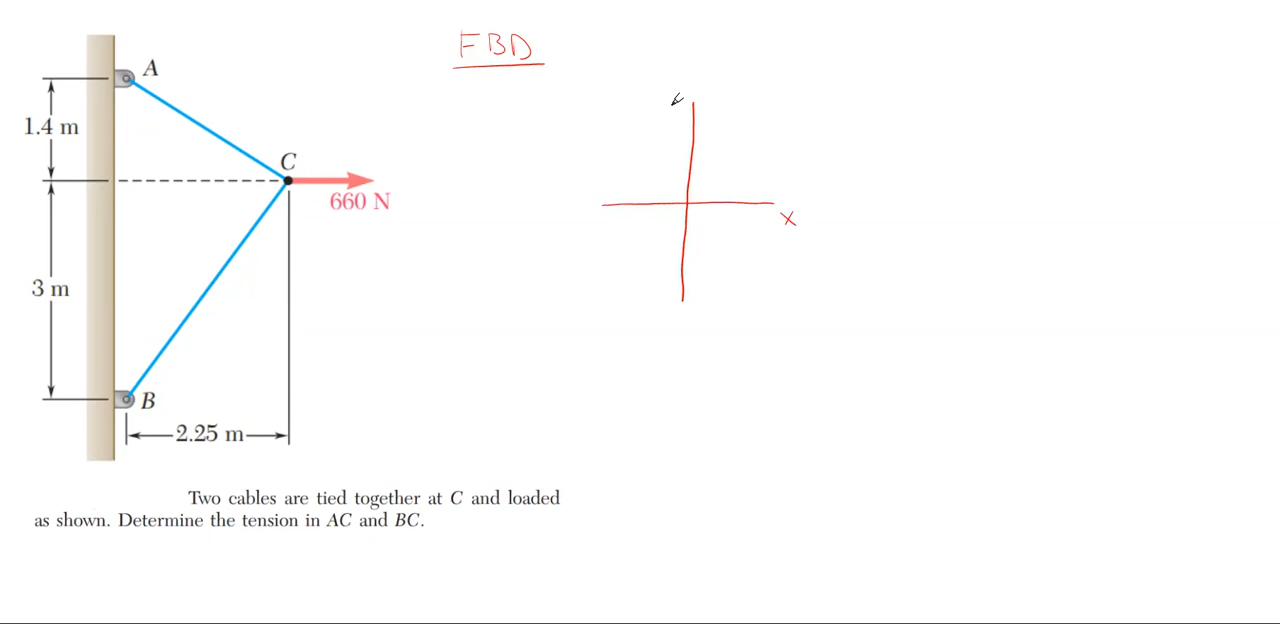 FBD
A
1.4 m
C
660 N
x
3 m
B
2.25 m
Two cables are tied together at C and loaded
as shown. Determine the tension in AC and BC.